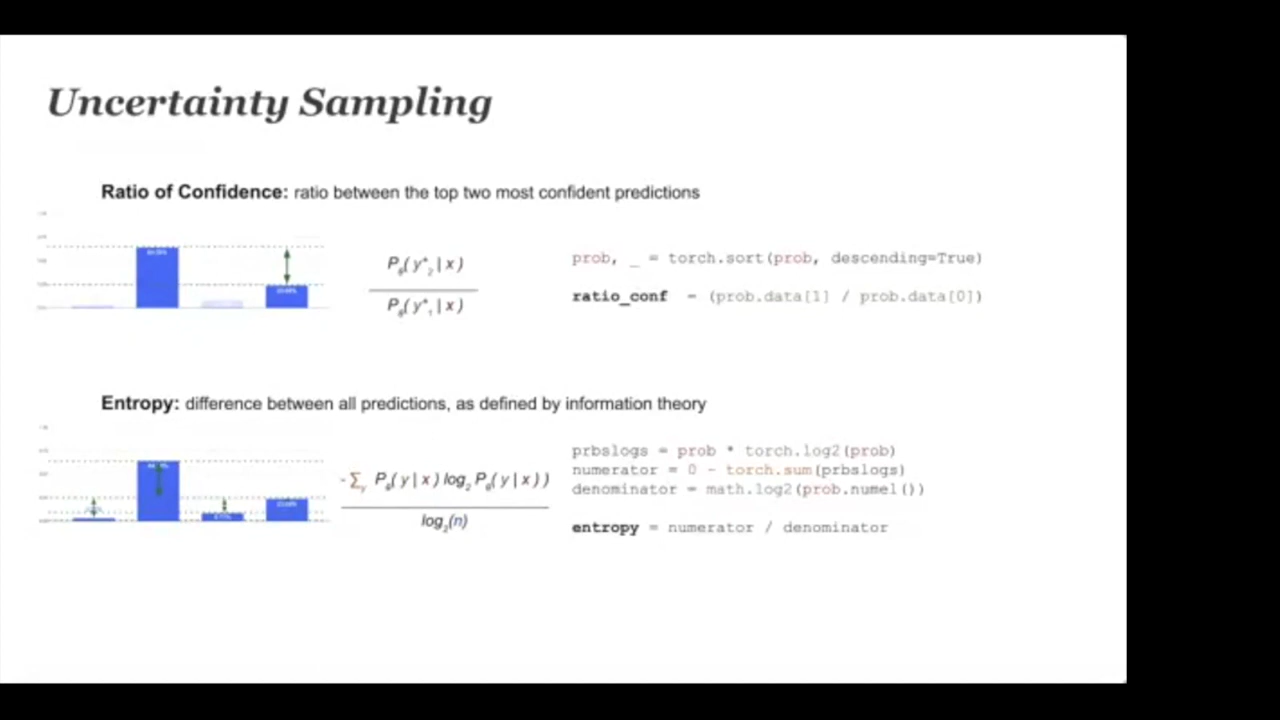 Uncertainty Sampling
Ratio of Confidence: ratio between the top two most confident predictions
Pθ(y*2|x)
Pθ(y*1|x)
prob, _ = torch.sort(prob, descending=True)
ratio_conf = (prob.data[1] / prob.data[0])
Entropy: difference between all predictions, as defined by information theory
-Σy Pθ(y|x) log2 Pθ(y|x))
log2(n)
prbslogs = prob * torch.log2(prob)
numerator = 0 - torch.sum(prbslogs)
denominator = math.log2(prob.numel())
entropy = numerator / denominator